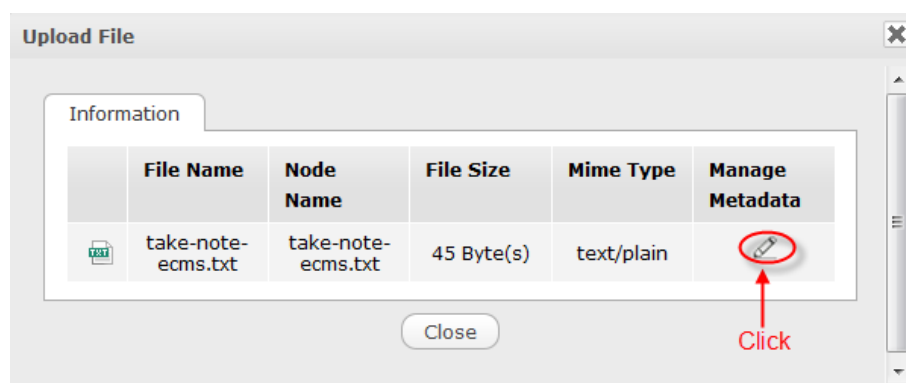 Upload File
Information
File Name Node Name File Size Mime Type Manage Metadata
TXT take-note-ecms.txt take-note-ecms.txt 45 Byte(s) text/plain
Close
Click